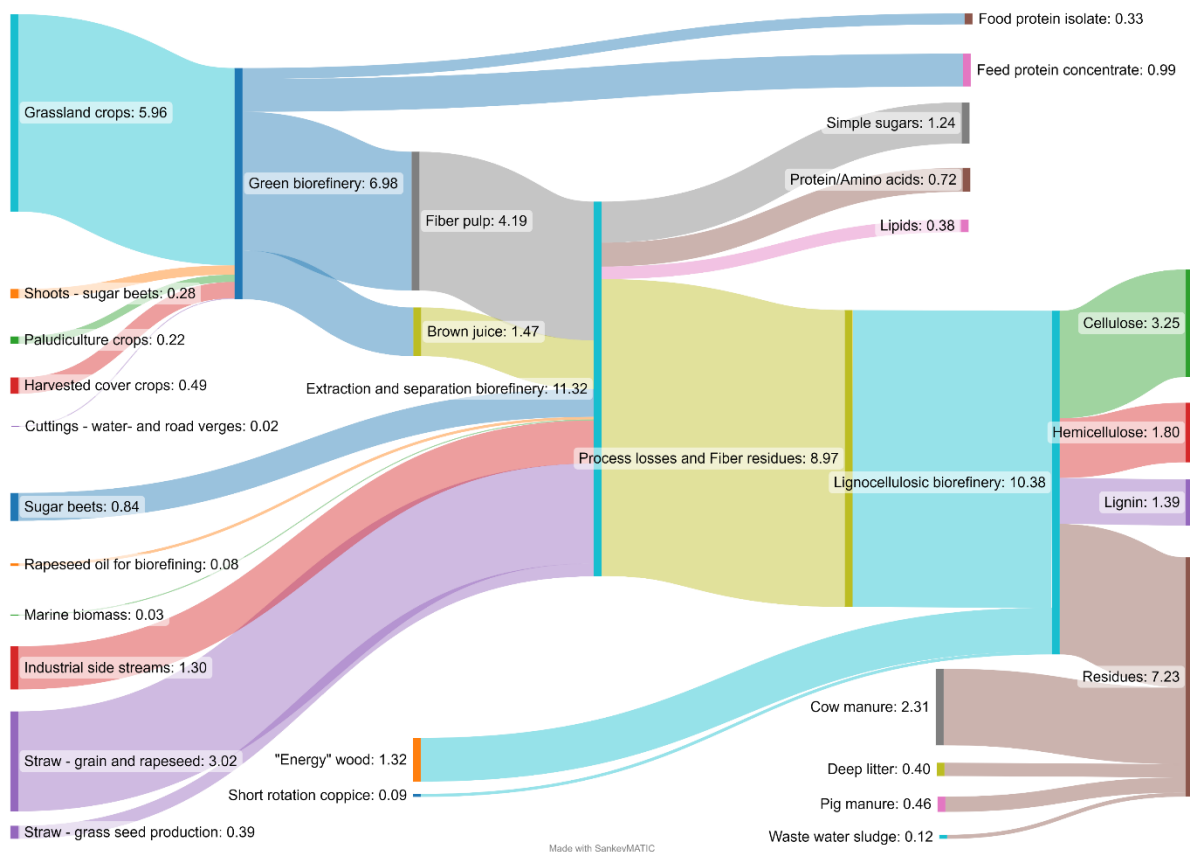 Food protein isolate: 0.33
Feed protein concentrate: 0.99
Grassland crops: 5.96
Simple sugars: 1.24
Green biorefinery: 6.98
Protein/Amino acids: 0.72
Fiber pulp: 4.19
Lipids: 0.38
Shoots - sugar beets: 0.28
Cellulose: 3.25
Brown juice: 1.47
Paludiculture crops: 0.22
Harvested cover crops: 0.49
Extraction and separation biorefinery: 11.32
Cuttings - water- and road verges: 0.02
Hemicellulose: 1.80
Process losses and Fiber residues: 8.97
Lignocellulosic biorefinery: 10.38
Lignin: 1.39
Sugar beets: 0.84
Rapeseed oil for biorefining: 0.08
Marine biomass: 0.03
Industrial side streams: 1.30
Residues: 7.23
Cow manure: 2.31
"Energy" wood: 1.32
Straw - grain and rapeseed: 3.02
Deep litter: 0.40
Short rotation coppice: 0.09
Pig manure: 0.46
Straw - grass seed production: 0.39
Waste water sludge: 0.12
Made with SankeyMATIC